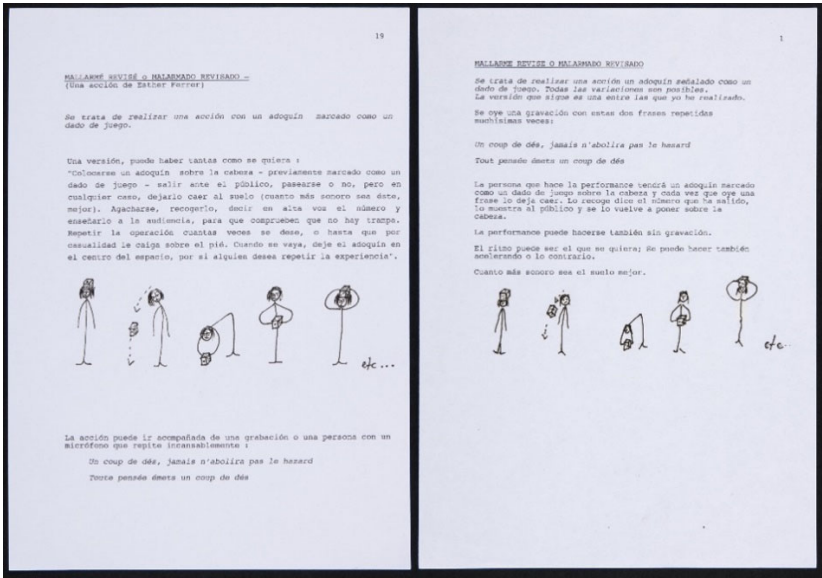 19
MALLARMÉ REVISÉ o MALARMADO REVISADO –
(Una acción de Esther Ferrer)
Se trata de realizar una acción con un adoquín marcado como un
dado de juego.
Una versión, puede haber tantas como se quiera :
"Colocarse un adoquín sobre la cabeza - previamente marcado como un
dado de juego - salir ante el público, pasearse o no, pero en
cualquier caso, dejarlo caer al suelo (cuanto más sonoro sea éste,
mejor). Agacharse, recogerlo, decir en alta voz el número y
enseñarlo a la audiencia, para que comprueben que no hay trampa.
Repetir la operación cuantas veces se dese, o hasta que por
casualidad le caiga sobre el pié. Cuando se vaya, deje el adoquín en
el centro del espacio, por si alguien desea repetir la experiencia".
etc...
La acción puede ir acompañada de una grabación o una persona con un
micrófono que repite incansablemente :
Un coup de dés, jamais n'abolira pas le hasard
Toute pensée émets un coup de dés
1
MALLARME REVISE O MALARMADO REVISADO
Se trata de realizar una acción un adoquín señalado como un
dado de juego. Todas las variaciones son posibles.
La versión que sigue es una entre las que yo he realizado.
Se oye una gravación con estas dos frases repetidas
muchísimas veces:
Un coup de dés, jamais n'abolira pas le hasard
Tout pensée émets un coup de dés
La persona que hace la performance tendrá un adoquín marcado
como un dado de juego sobre la cabeza y cada vez que oye una
frase lo deja caer. Lo recoge dice el número que ha salido,
lo muestra al público y se lo vuelve a poner sobre la
cabeza.
La performance puede hacerse también sin gravación.
El ritmo puede ser el que se quiera; Se puede hacer también
acelerando o lo contrario.
Cuanto más sonoro sea el suelo mejor.
etc..